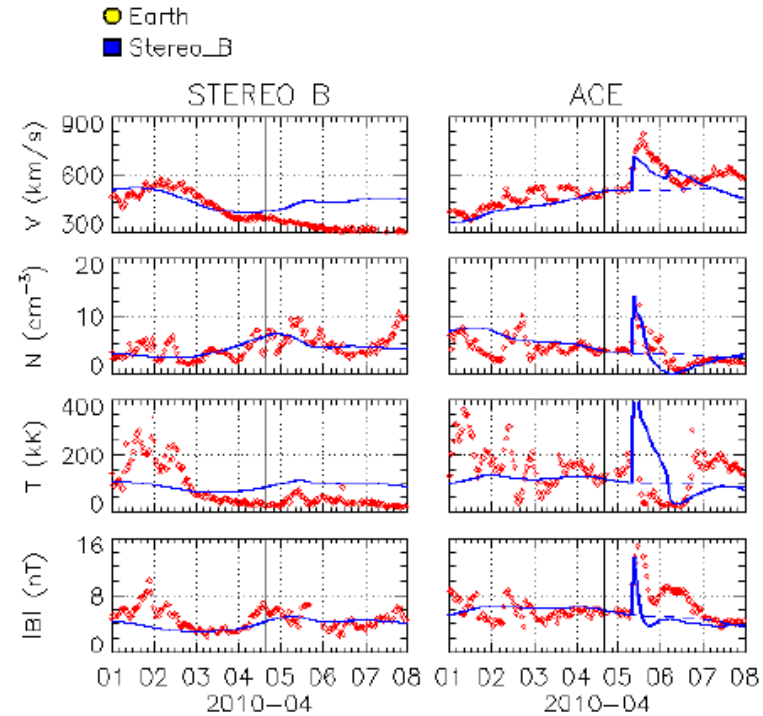 Earth
Stereo_B
STEREO B
ACE
V (km/s)
900
600
300
N (cm⁻³)
20
10
0
T (kK)
400
200
0
|B| (nT)
16
8
0
01 02 03 04 05 06 07 08
01 02 03 04 05 06 07 08
2010-04
2010-04